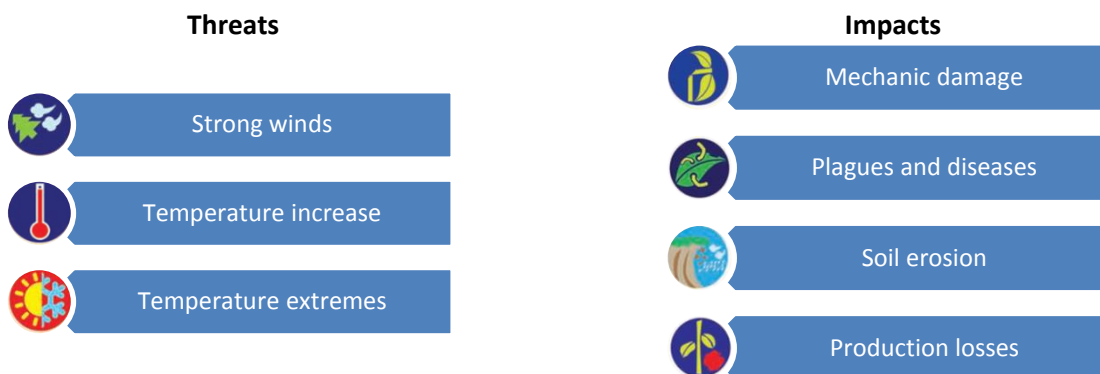 Threats
Strong winds
Temperature increase
Temperature extremes
Impacts
Mechanic damage
Plagues and diseases
Soil erosion
Production losses